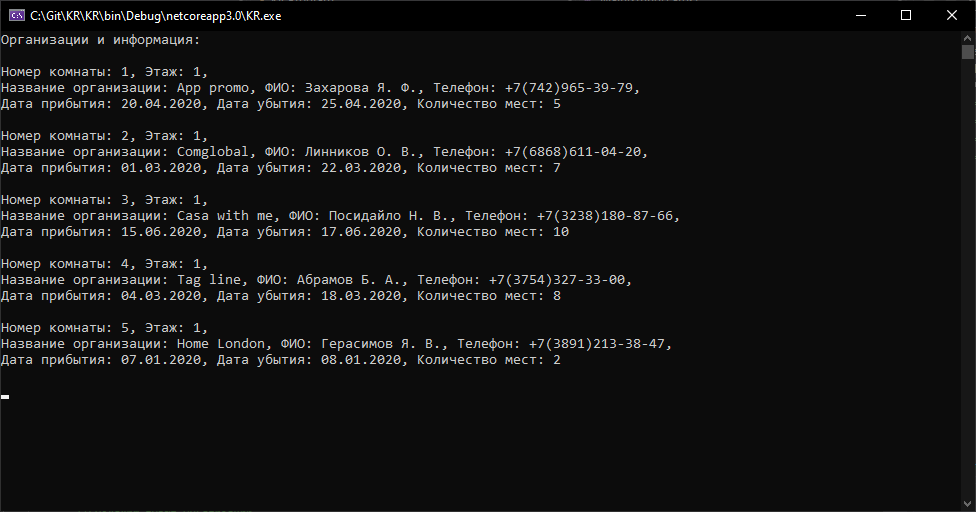 C:\Git\KR\KR\bin\Debug\netcoreapp3.0\KR.exe
Организации и информация:
Номер комнаты: 1, Этаж: 1,
Название организации: App promo, ФИО: Захарова Я. Ф., Телефон: +7(742)965-39-79,
Дата прибытия: 20.04.2020, Дата убытия: 25.04.2020, Количество мест: 5
Номер комнаты: 2, Этаж: 1,
Название организации: Comglobal, ФИО: Линников О. В., Телефон: +7(6868)611-04-20,
Дата прибытия: 01.03.2020, Дата убытия: 22.03.2020, Количество мест: 7
Номер комнаты: 3, Этаж: 1,
Название организации: Casa with me, ФИО: Посидайло Н. В., Телефон: +7(3238)180-87-66,
Дата прибытия: 15.06.2020, Дата убытия: 17.06.2020, Количество мест: 10
Номер комнаты: 4, Этаж: 1,
Название организации: Tag line, ФИО: Абрамов Б. А., Телефон: +7(3754)327-33-00,
Дата прибытия: 04.03.2020, Дата убытия: 18.03.2020, Количество мест: 8
Номер комнаты: 5, Этаж: 1,
Название организации: Home London, ФИО: Герасимов Я. В., Телефон: +7(3891)213-38-47,
Дата прибытия: 07.01.2020, Дата убытия: 08.01.2020, Количество мест: 2